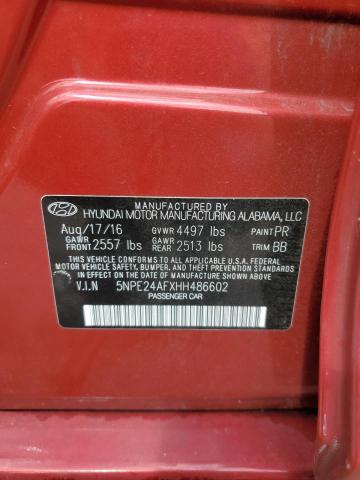 MANUFACTURED BY
HYUNDAI MOTOR MANUFACTURING ALABAMA, LLC
Aug/17/16 GVWR 4497 lbs PAINT PR
GAWR FRONT 2557 lbs GAWR REAR 2513 lbs TRIM BB
THIS VEHICLE CONFORMS TO ALL APPLICABLE U.S.A. FEDERAL
MOTOR VEHICLE SAFETY, BUMPER, AND THEFT PREVENTION STANDARDS
IN EFFECT ON THE DATE OF MANUFACTURE SHOWN ABOVE.
V.I.N 5NPE24AFXHH486602
PASSENGER CAR